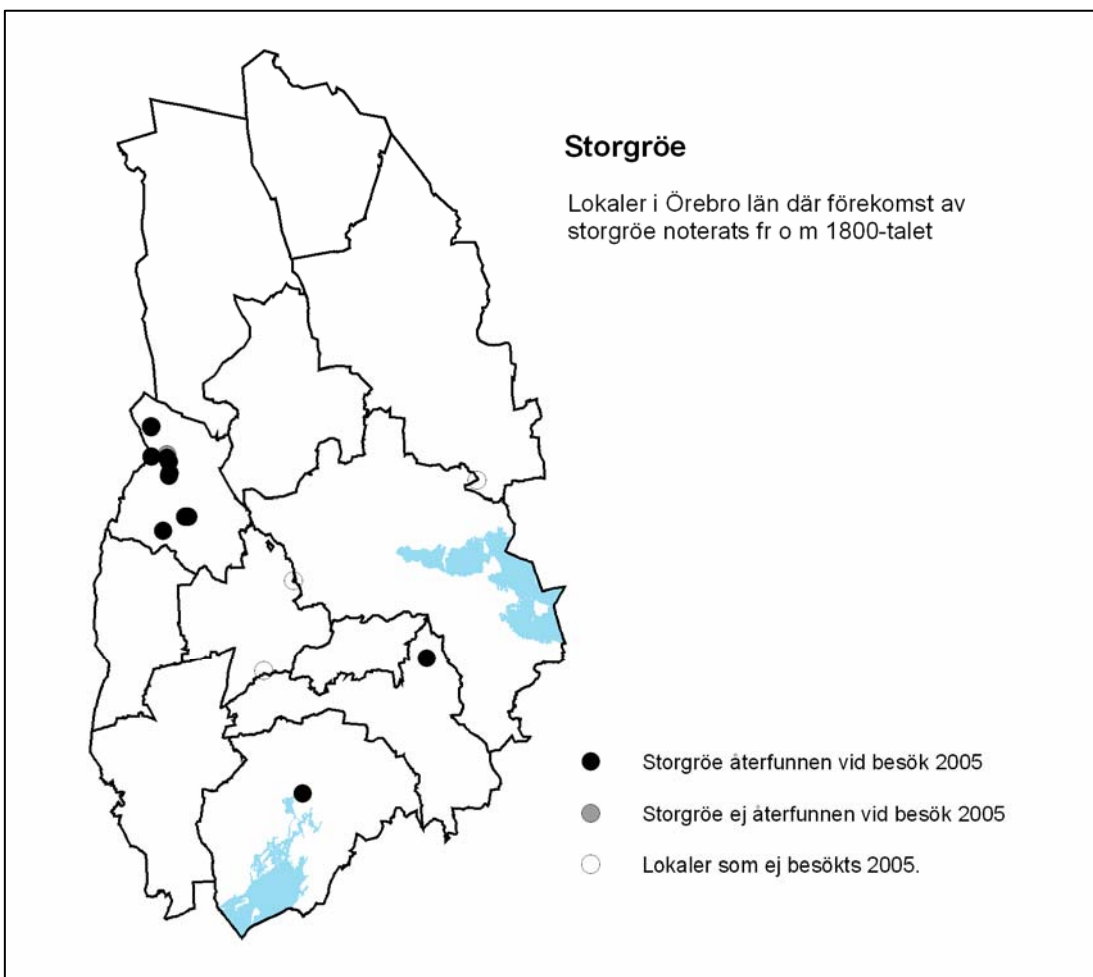 Storgröe
Lokaler i Örebro län där förekomst av
storgröe noterats fr o m 1800-talet
Storgröe återfunnen vid besök 2005
Storgröe ej återfunnen vid besök 2005
Lokaler som ej besökts 2005.